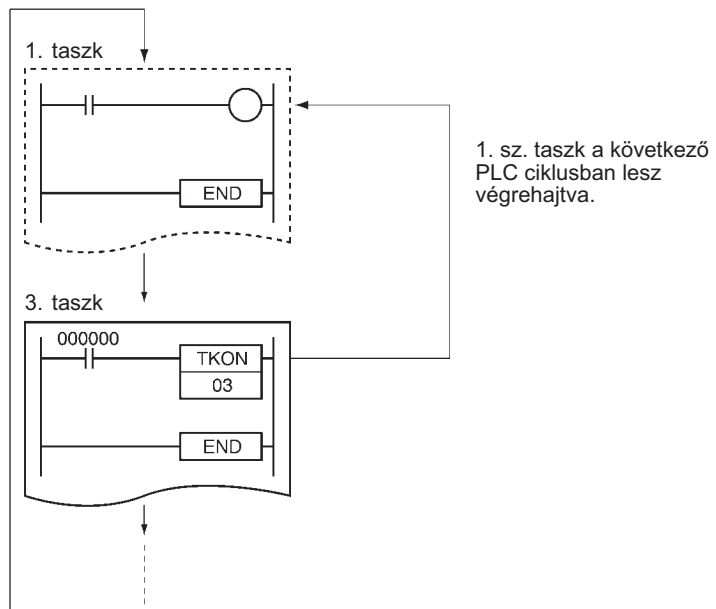 1. taszk
END
1. sz. taszk a következő
PLC ciklusban lesz
végrehajtva.
3. taszk
000000
TKON
03
END